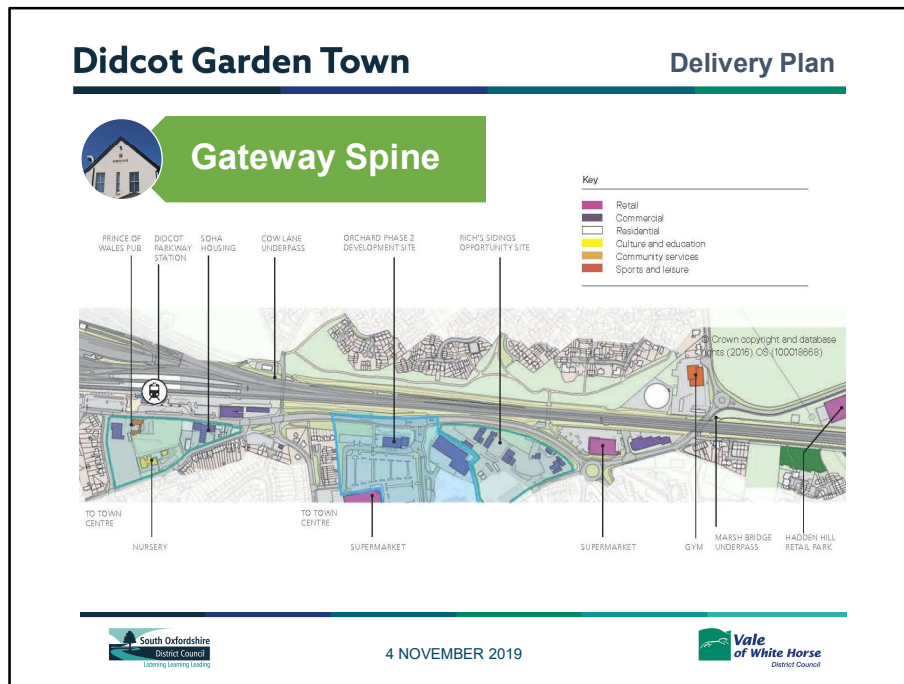 Didcot Garden Town
Delivery Plan
Gateway Spine
Key
Retail
Commercial
Residential
Culture and education
Community services
Sports and leisure
PRINCE OF
WALES PUB
DIDCOT
PARKWAY
STATION
SOHA
HOUSING
COW LANE
UNDERPASS
ORCHARD PHASE 2
DEVELOPMENT SITE
RICH'S SIDINGS
OPPORTUNITY SITE
© Crown copyright and database
rights (2016) OS (100018668)
TO TOWN
CENTRE
NURSERY
TO TOWN
CENTRE
SUPERMARKET
SUPERMARKET
GYM
MARSH BRIDGE
UNDERPASS
HADDEN HILL
RETAIL PARK
South Oxfordshire
District Council
Listening Learning Leading
4 NOVEMBER 2019
Vale
of White Horse
District Council